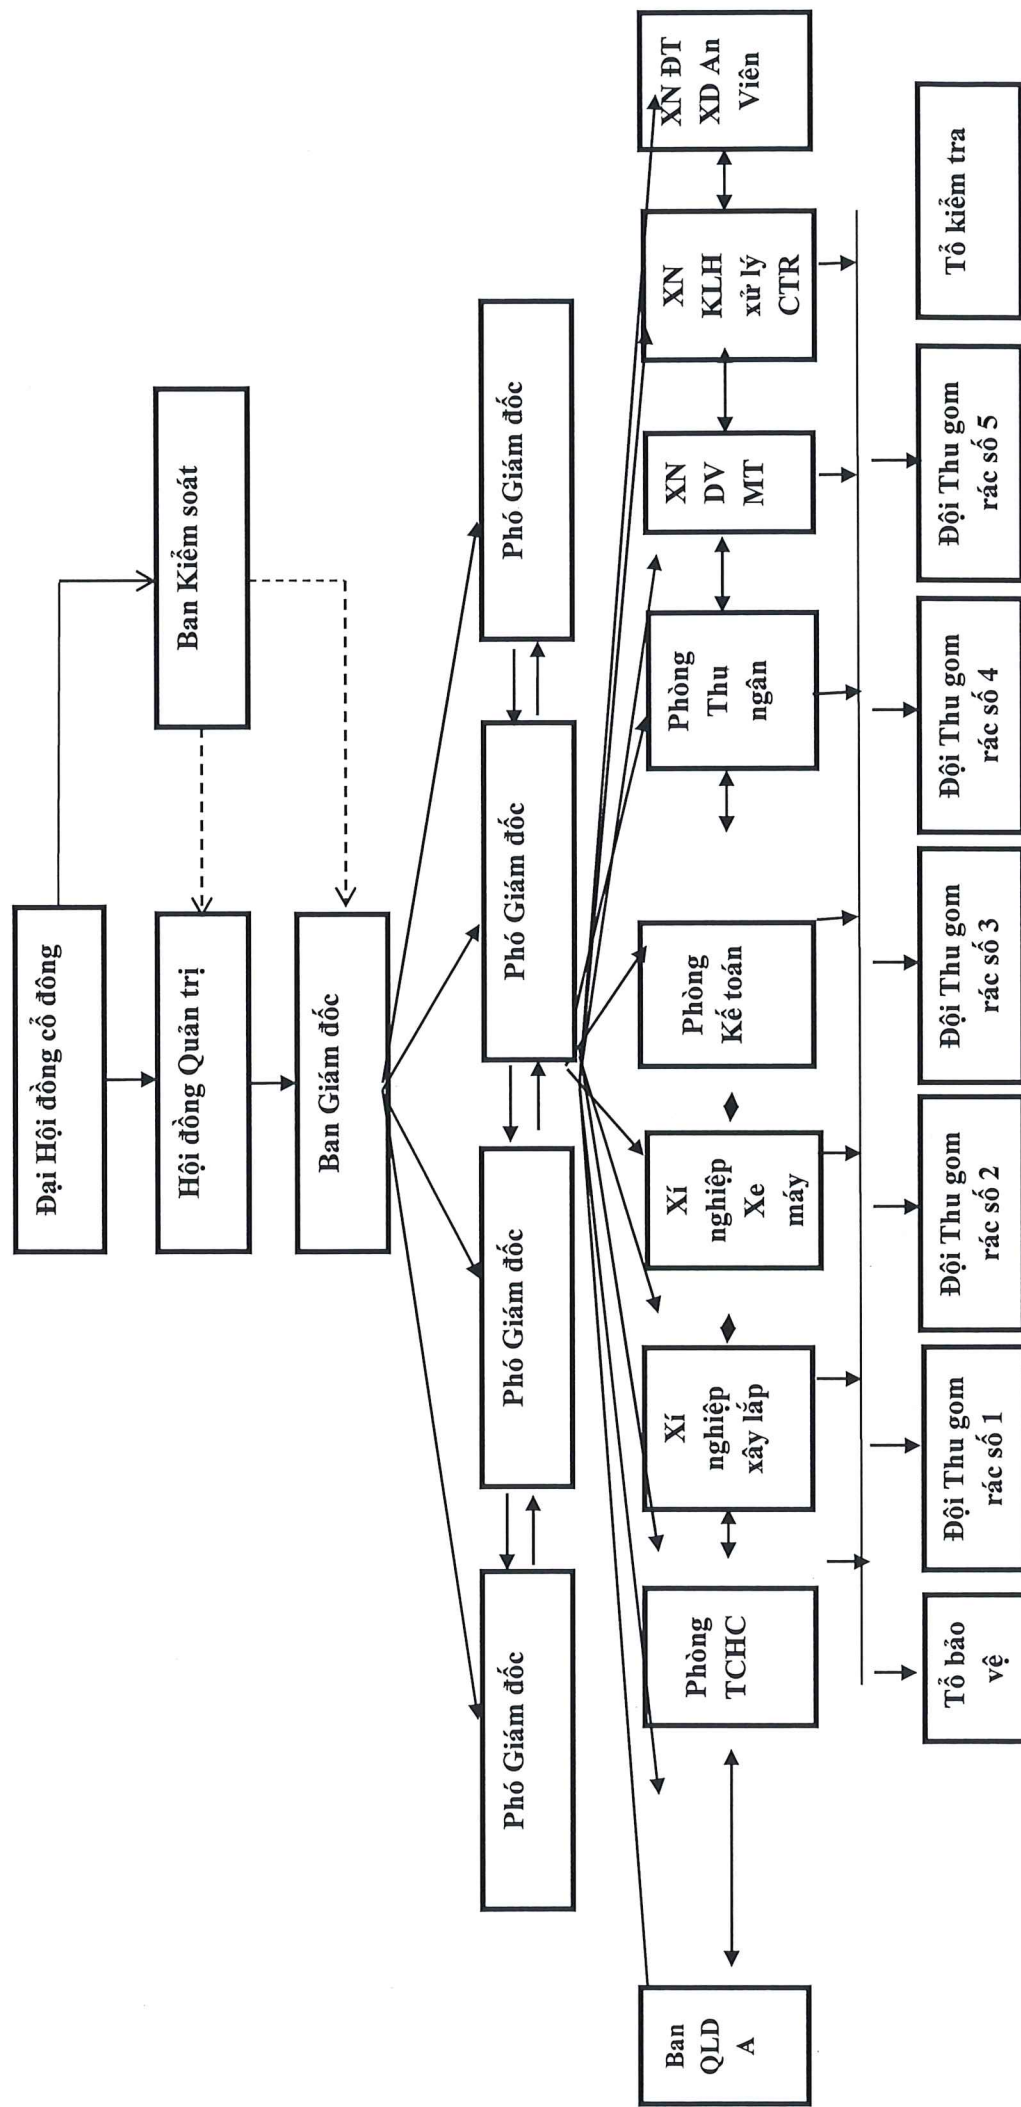 Đại Hội đồng cổ đông
Ban Kiểm soát
Hội đồng Quản trị
Ban Giám đốc
Phó Giám đốc
Phó Giám đốc
Phó Giám đốc
Phó Giám đốc
Ban
QLD
A
Phòng
TCHC
Xí
nghiệp
xây lắp
Xí
nghiệp
Xe
máy
Phòng
Kế toán
Phòng
Thu
ngân
XN
DV
MT
XN
KLH
xử lý
CTR
XN ĐT
XD An
Viên
Tổ bảo
vệ
Đội Thu gom
rác số 1
Đội Thu gom
rác số 2
Đội Thu gom
rác số 3
Đội Thu gom
rác số 4
Đội Thu gom
rác số 5
Tổ kiểm tra